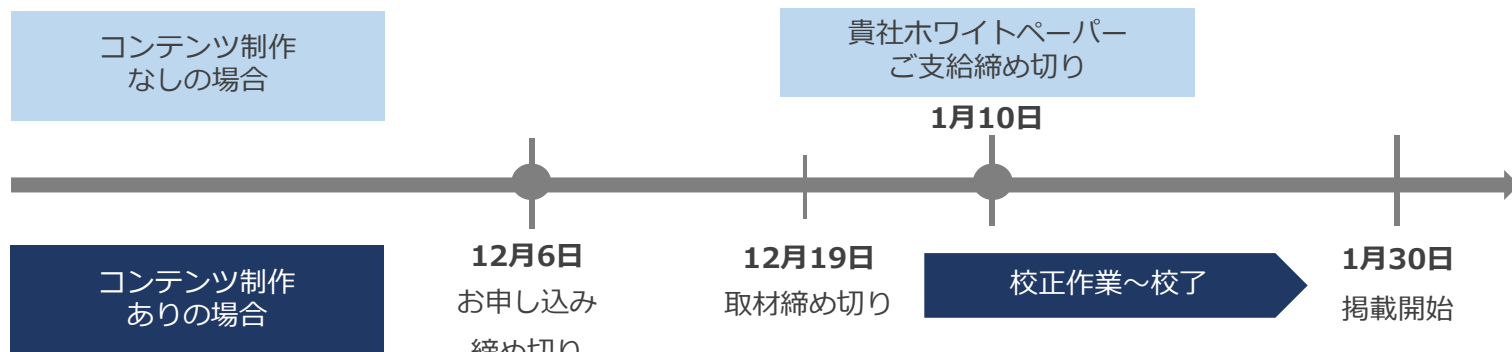 コンテンツ制作
なしの場合
貴社ホワイトペーパー
ご支給締め切り
1月10日
コンテンツ制作
ありの場合
12月6日
お申し込み
締め切り
12月19日
取材締め切り
校正作業～校了
1月30日
掲載開始